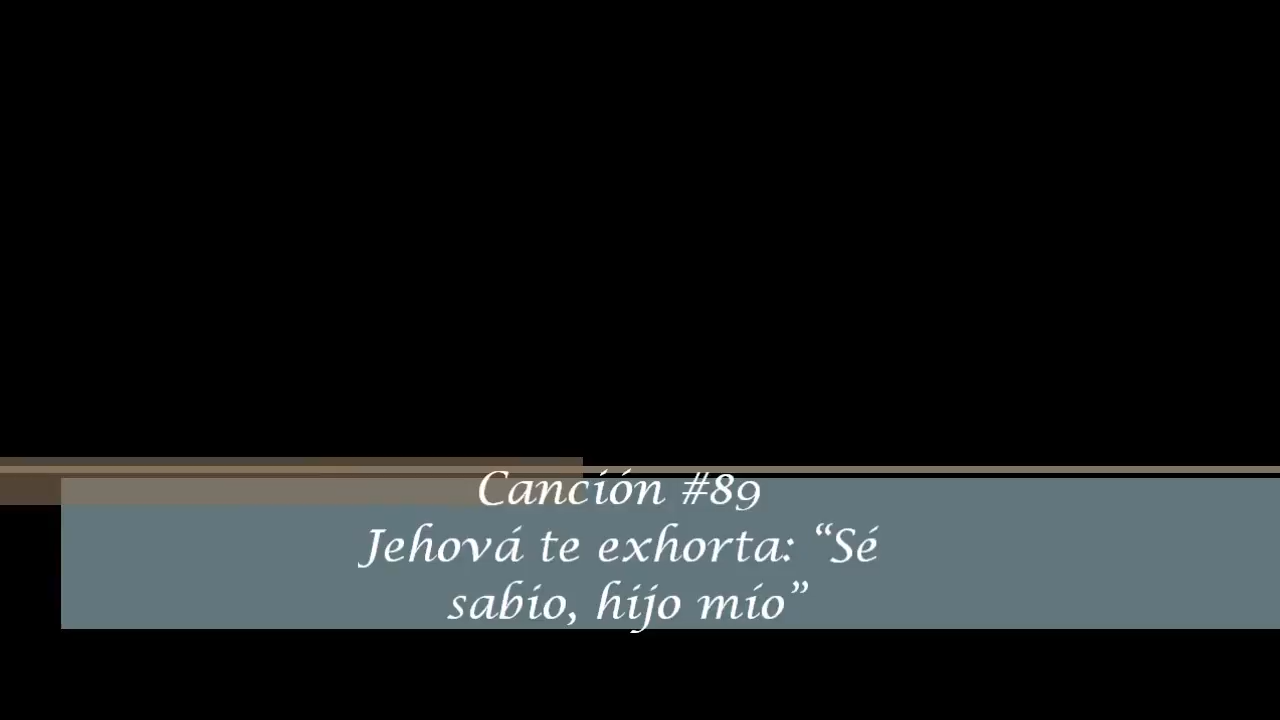 Canción #89
Jehová te exhorta: “Sé
sabio, hijo mío”